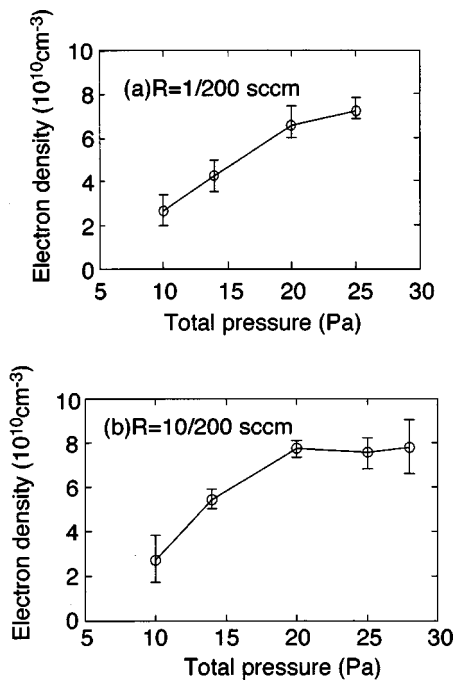 10
8
6
4
2
0
Electron density (10¹⁰cm⁻³)
(a)R=1/200 sccm
5 10 15 20 25 30
Total pressure (Pa)
10
8
6
4
2
0
Electron density (10¹⁰cm⁻³)
(b)R=10/200 sccm
5 10 15 20 25 30
Total pressure (Pa)